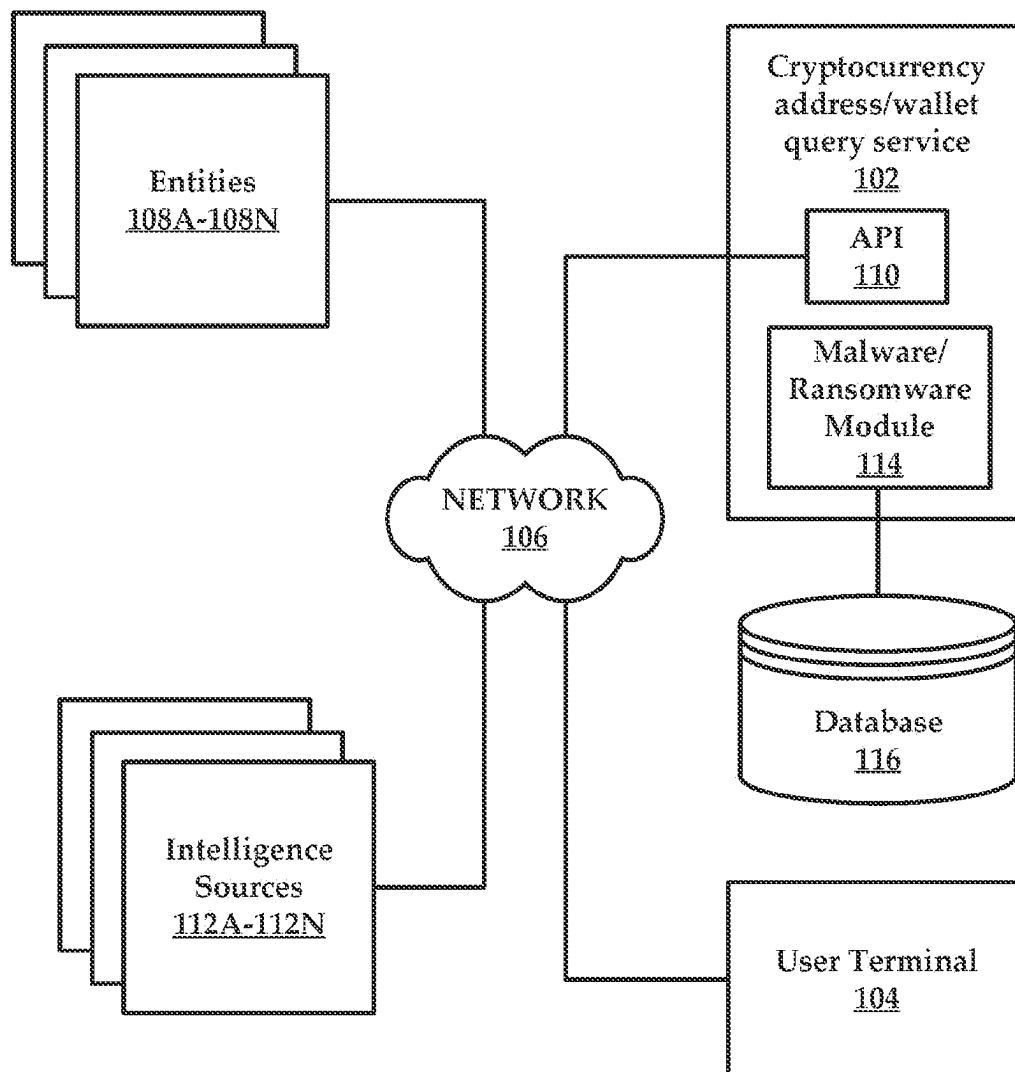 Entities
108A-108N
Cryptocurrency
address/wallet
query service
102
API
110
Malware/
Ransomware
Module
114
NETWORK
106
Database
116
Intelligence
Sources
112A-112N
User Terminal
104